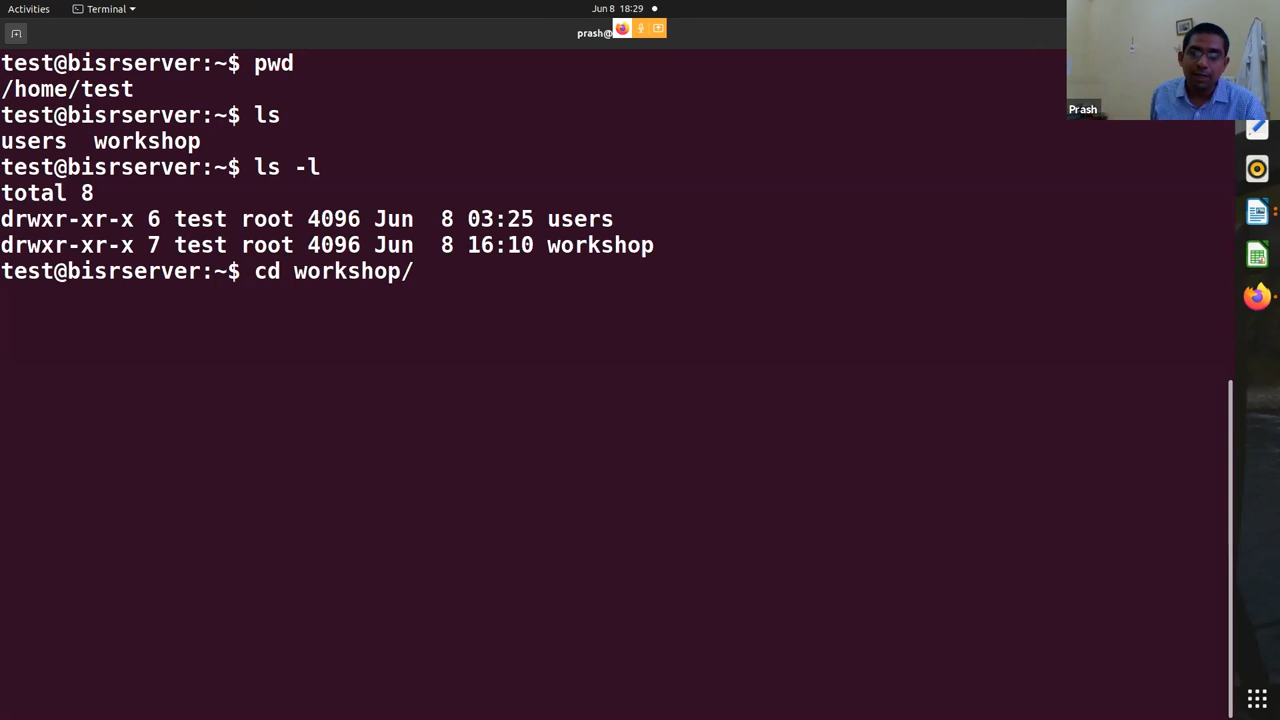 Activities
Terminal
Jun 8 18:29
prash@
test@bisrserver:~$ pwd
/home/test
test@bisrserver:~$ ls
users  workshop
test@bisrserver:~$ ls -l
total 8
drwxr-xr-x 6 test root 4096 Jun  8 03:25 users
drwxr-xr-x 7 test root 4096 Jun  8 16:10 workshop
test@bisrserver:~$ cd workshop/
Prash